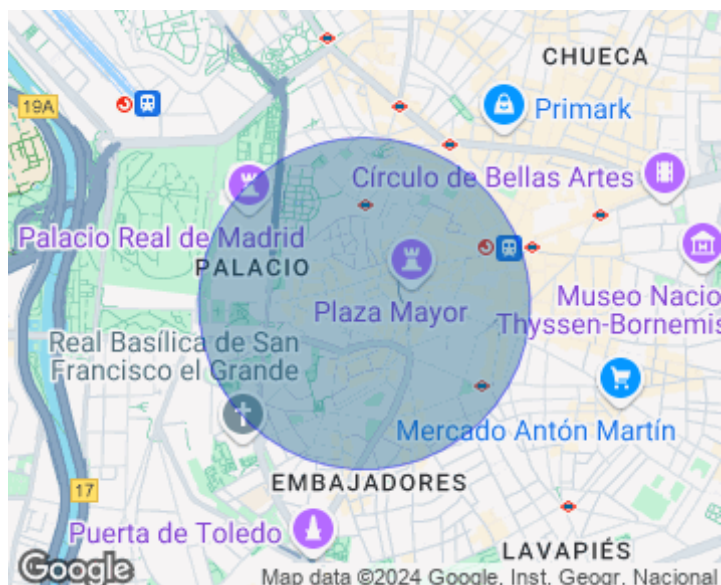 CHUECA
19A
Primark
Círculo de Bellas Artes
Palacio Real de Madrid
PALACIO
Plaza Mayor
Museo Nacio
Thyssen-Bornemis
Real Basílica de San
Francisco el Grande
Mercado Antón Martín
EMBAJADORES
17
Puerta de Toledo
LAVAPIÉS
Google
Map data ©2024 Google, Inst. Geogr. Nacional